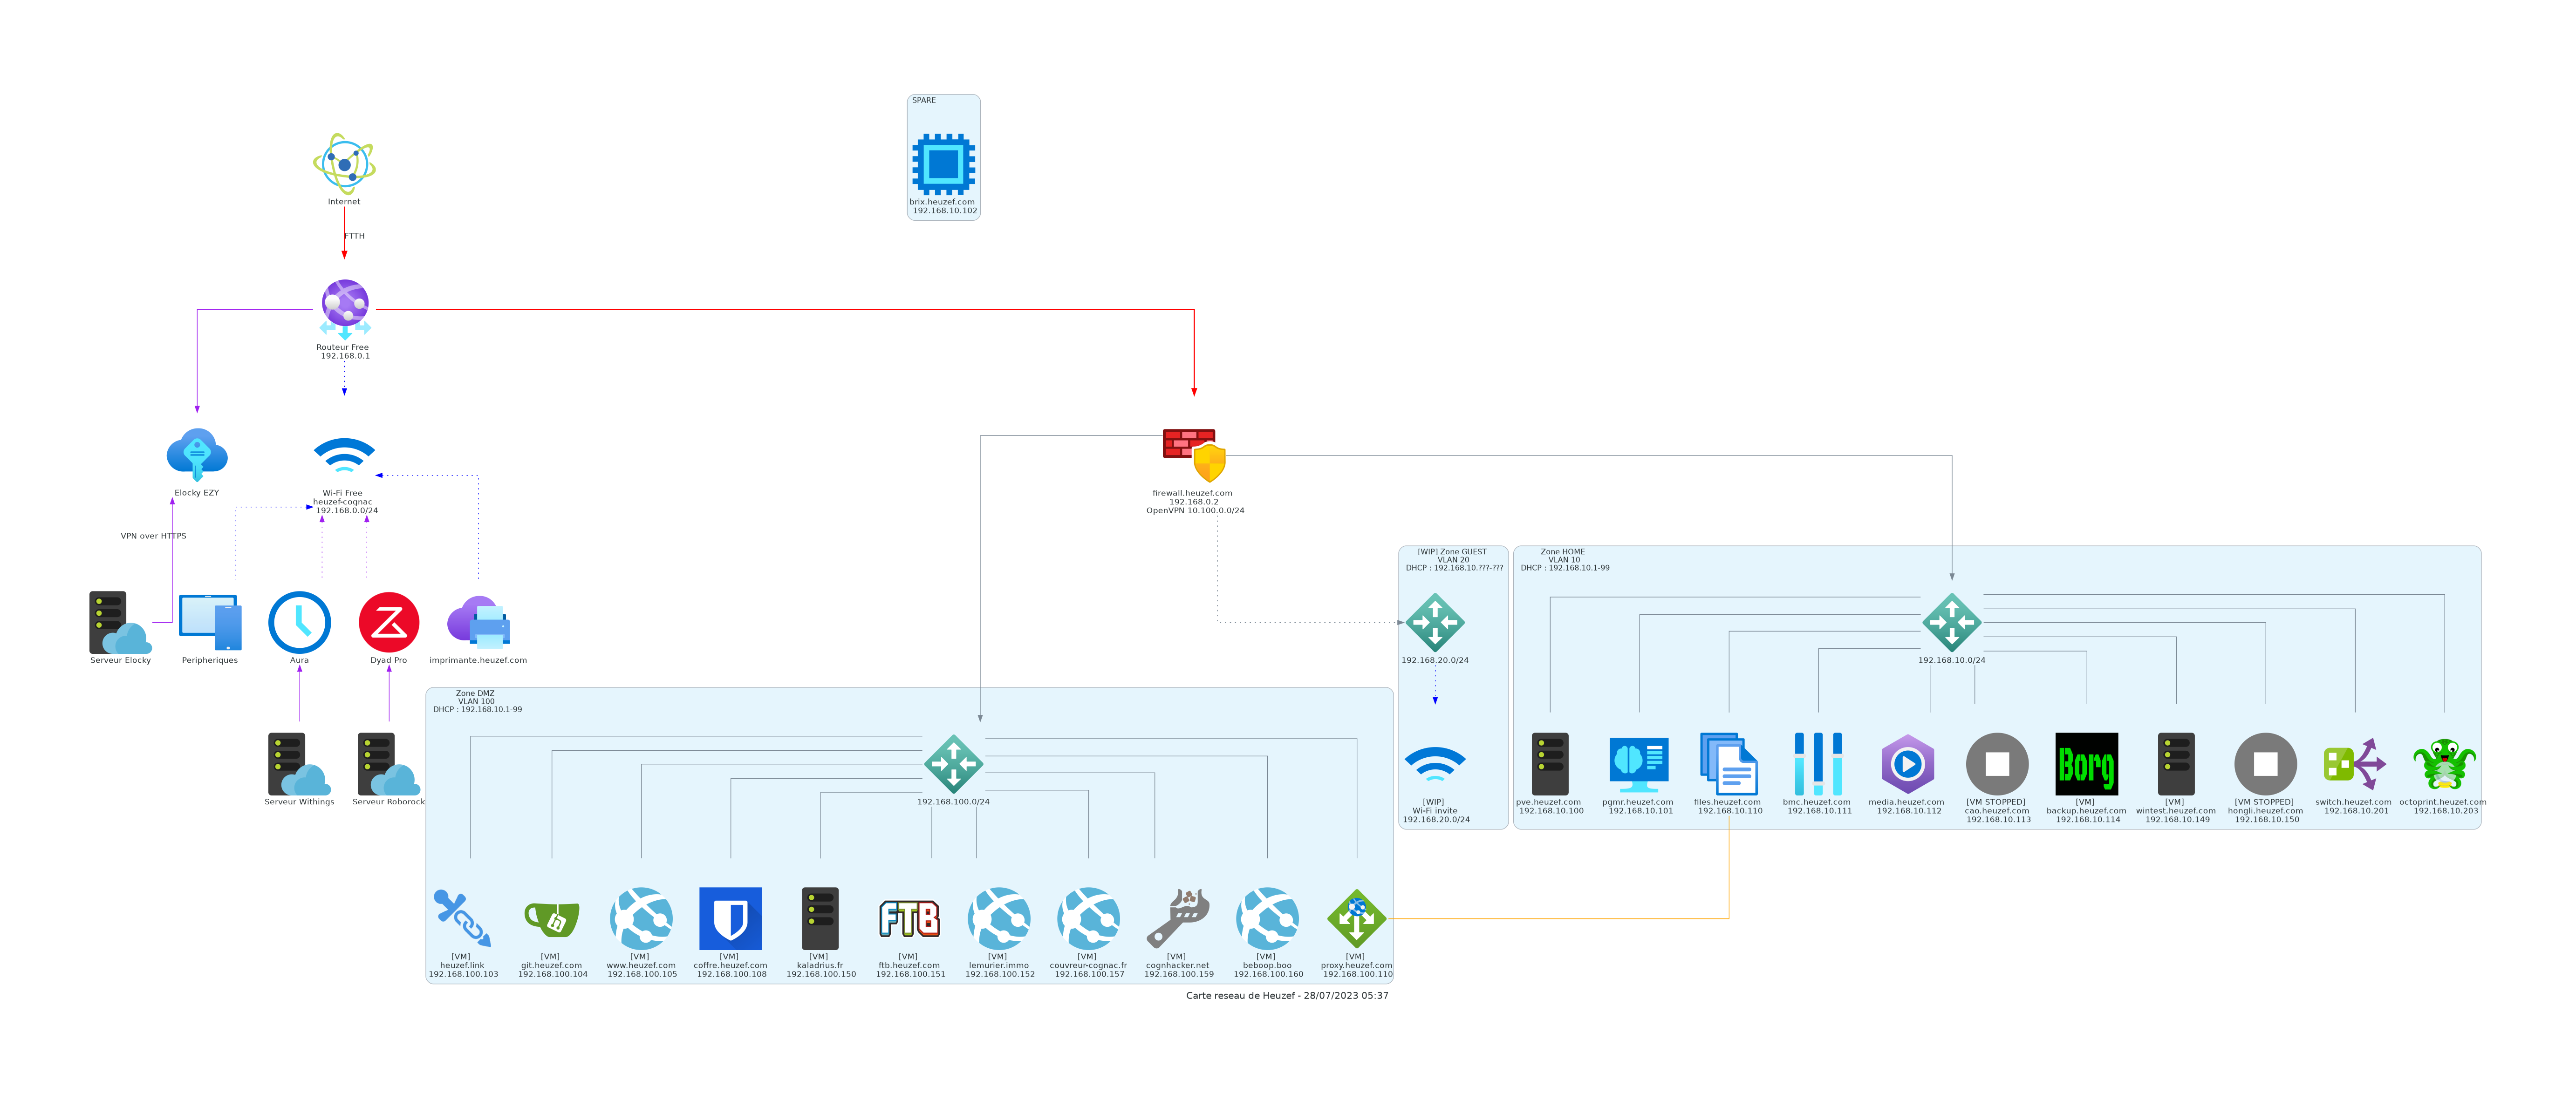 SPARE
brix.heuzef.com
192.168.10.102
Internet
FTTH
Routeur Free
192.168.0.1
Elocky EZY
Wi-Fi Free
heuzef-cognac
192.168.0.0/24
firewall.heuzef.com
192.168.0.2
OpenVPN 10.100.0.0/24
VPN over HTTPS
Serveur Elocky
Peripheriques
Aura
Dyad Pro
imprimante.heuzef.com
Serveur Withings
Serveur Roborock
[WIP] Zone GUEST
VLAN 20
DHCP : 192.168.10.???-???
192.168.20.0/24
[WIP]
Wi-Fi invite
192.168.20.0/24
Zone HOME
VLAN 10
DHCP : 192.168.10.1-99
192.168.10.0/24
pve.heuzef.com
192.168.10.100
pgmr.heuzef.com
192.168.10.101
files.heuzef.com
192.168.10.110
bmc.heuzef.com
192.168.10.111
media.heuzef.com
192.168.10.112
[VM STOPPED]
cao.heuzef.com
192.168.10.113
Borg
[VM]
backup.heuzef.com
192.168.10.114
[VM]
wintest.heuzef.com
192.168.10.149
[VM STOPPED]
hongli.heuzef.com
192.168.10.150
switch.heuzef.com
192.168.10.201
octoprint.heuzef.com
192.168.10.203
Zone DMZ
VLAN 100
DHCP : 192.168.10.1-99
192.168.100.0/24
[VM]
heuzef.link
192.168.100.103
[VM]
git.heuzef.com
192.168.100.104
[VM]
www.heuzef.com
192.168.100.105
[VM]
coffre.heuzef.com
192.168.100.108
[VM]
kaladrius.fr
192.168.100.150
FTB
[VM]
ftb.heuzef.com
192.168.100.151
[VM]
lemurier.immo
192.168.100.152
[VM]
couvreur-cognac.fr
192.168.100.157
[VM]
cognhacker.net
192.168.100.159
[VM]
beboop.boo
192.168.100.160
[VM]
proxy.heuzef.com
192.168.100.110
Carte reseau de Heuzef - 28/07/2023 05:37